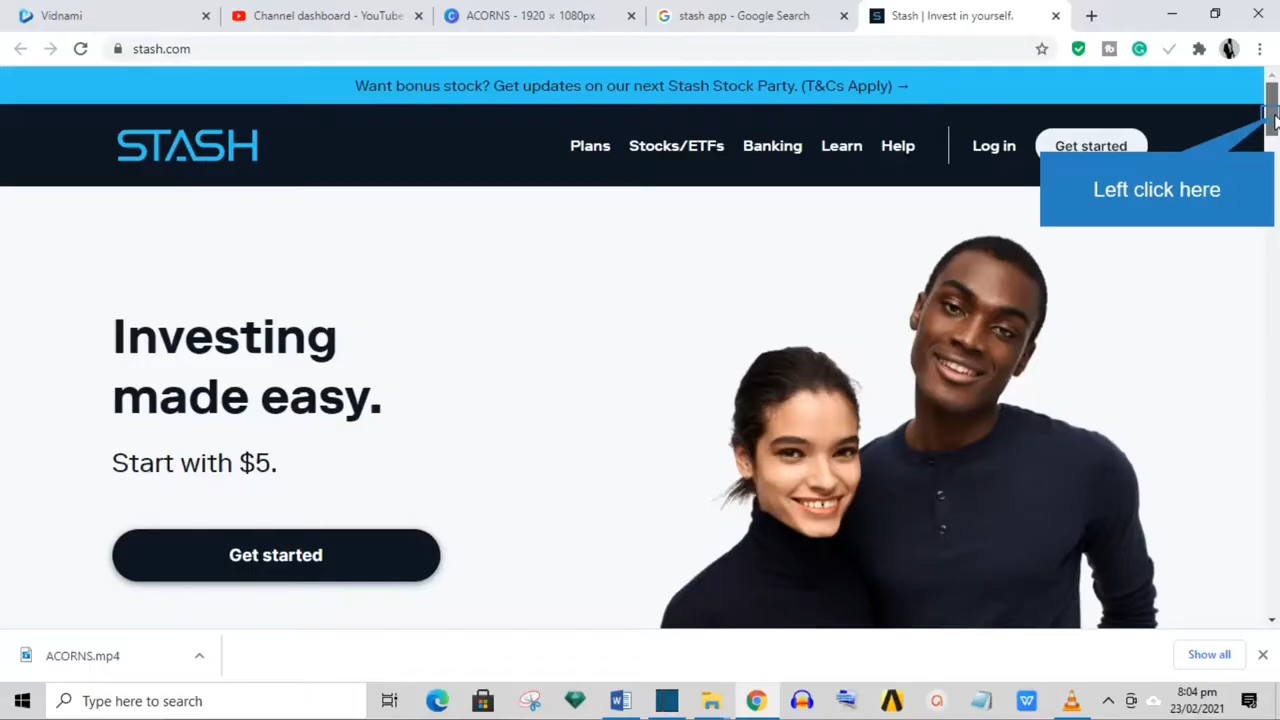 Vidnami
Channel dashboard - YouTube
ACORNS - 1920 × 1080px
stash app - Google Search
Stash | Invest in yourself.
stash.com
Want bonus stock? Get updates on our next Stash Stock Party. (T&Cs Apply) →
STASH
Plans
Stocks/ETFs
Banking
Learn
Help
Log in
Get started
Left click here
Investing
made easy.
Start with $5.
Get started
ACORNS.mp4
Show all
Type here to search
8:04 pm
23/02/2021